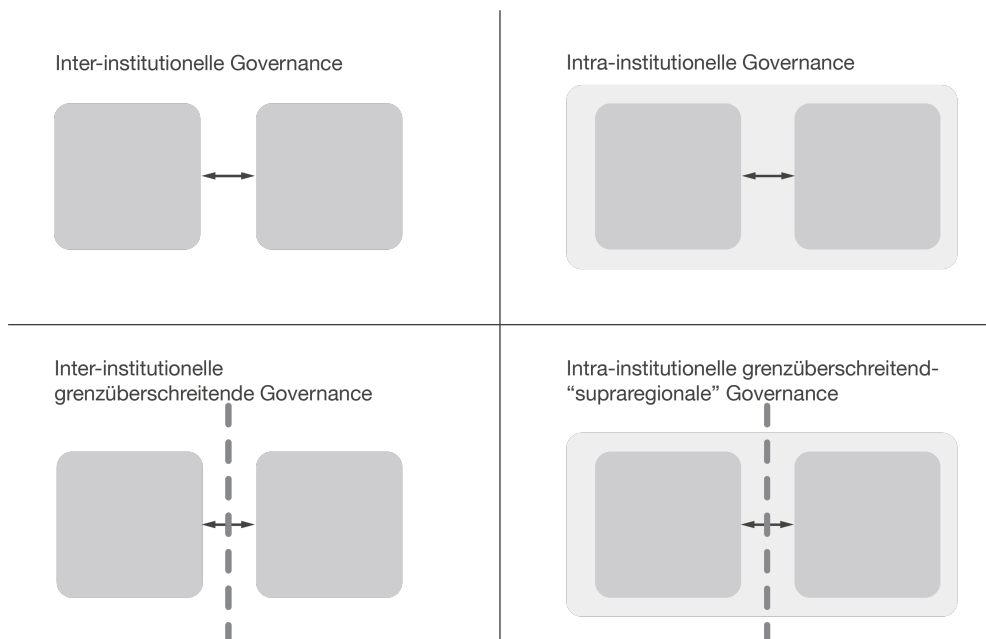 Inter-institutionelle Governance
Intra-institutionelle Governance
Inter-institutionelle
grenzüberschreitende Governance
Intra-institutionelle grenzüberschreitend-
“supraregionale” Governance